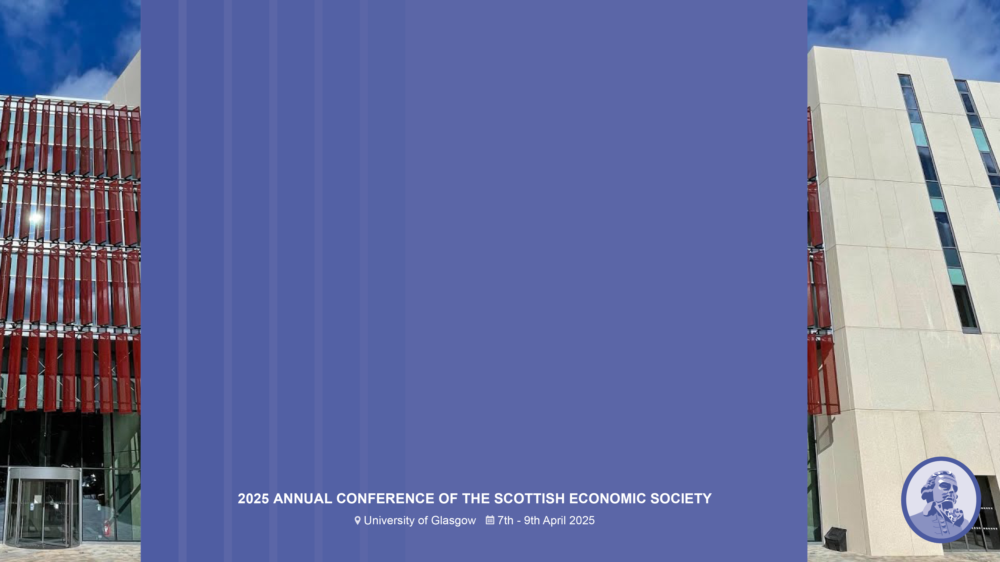 2025 ANNUAL CONFERENCE OF THE SCOTTISH ECONOMIC SOCIETY
University of Glasgow 7th - 9th April 2025